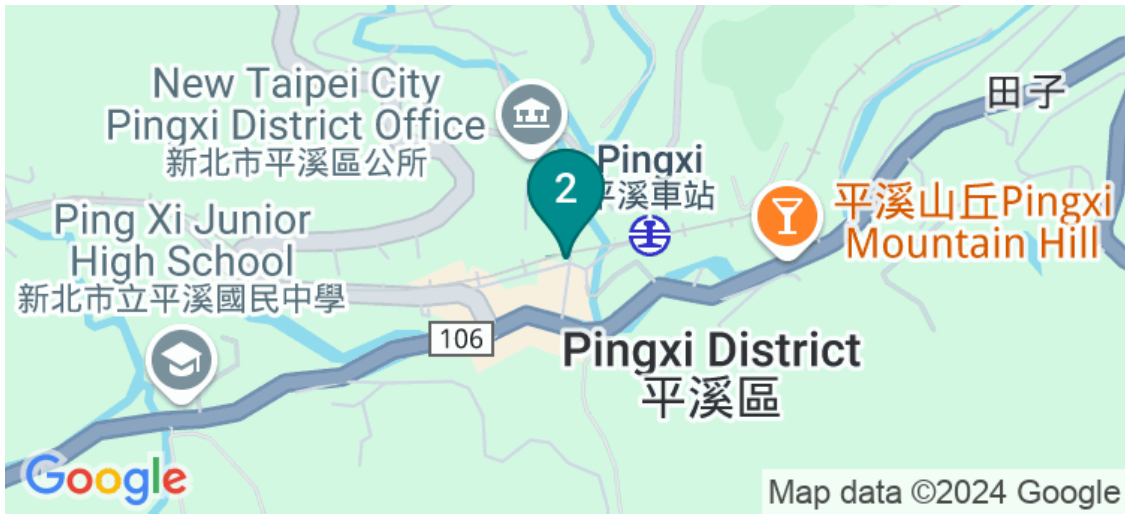 New Taipei City
Pingxi District Office
新北市平溪區公所
田子
Pingxi
平溪車站
2
平溪山丘Pingxi
Mountain Hill
Ping Xi Junior
High School
新北市立平溪國民中學
106
Pingxi District
平溪區
Google
Map data ©2024 Google